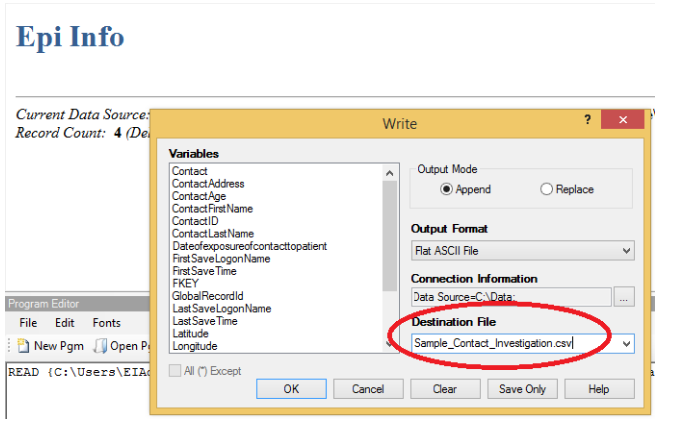 Epi Info
Current Data Source:
Record Count: 4 (De
Write
? ×
Variables
Contact
ContactAddress
ContactAge
ContactFirstName
ContactID
ContactLastName
Dateofexposureofcontacttopatient
FirstSaveLogonName
FirstSaveTime
FKEY
GlobalRecordId
LastSaveLogonName
LastSaveTime
Latitude
Longitude
All (*) Except
Output Mode
Append
Replace
Output Format
Flat ASCII File
Connection Information
Data Source=C:\Data;
...
Destination File
Sample_Contact_Investigation.csv
OK Cancel Clear Save Only Help
Program Editor
File Edit Fonts
New Pgm Open P
READ {C:\Users\EIA